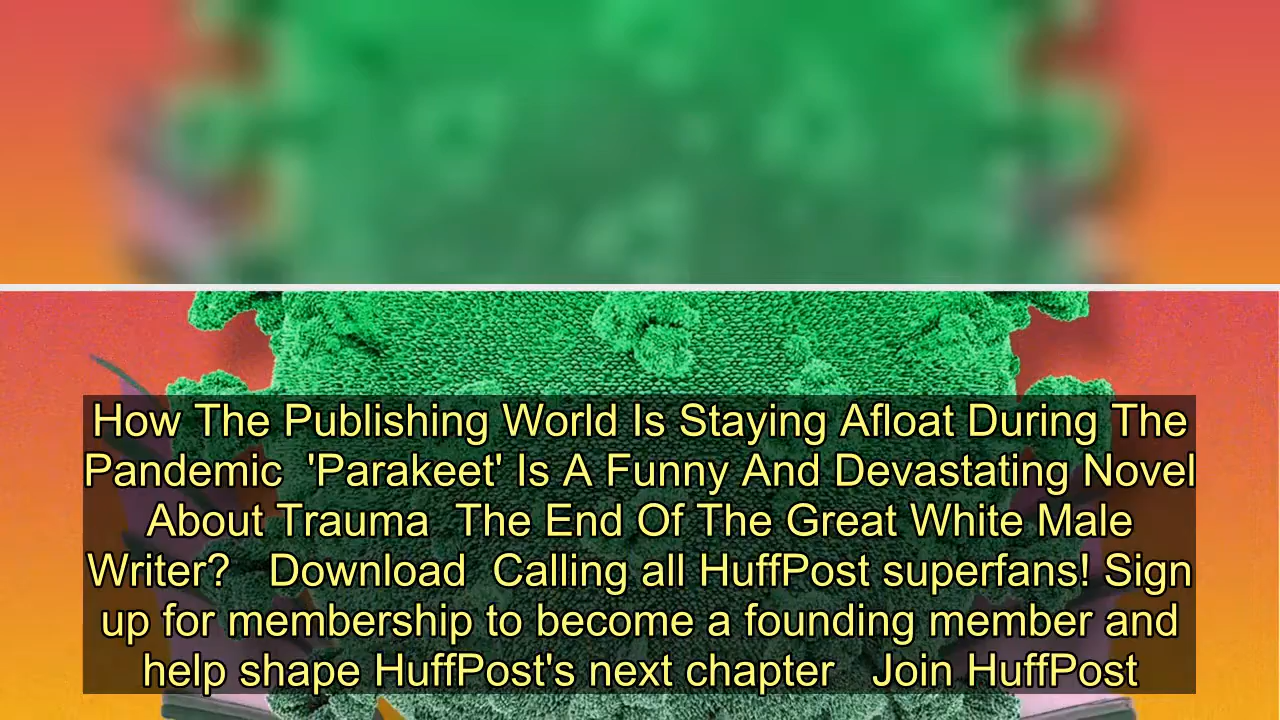 How The Publishing World Is Staying Afloat During The
Pandemic  'Parakeet' Is A Funny And Devastating Novel
About Trauma  The End Of The Great White Male
Writer?   Download  Calling all HuffPost superfans! Sign
up for membership to become a founding member and
help shape HuffPost's next chapter   Join HuffPost